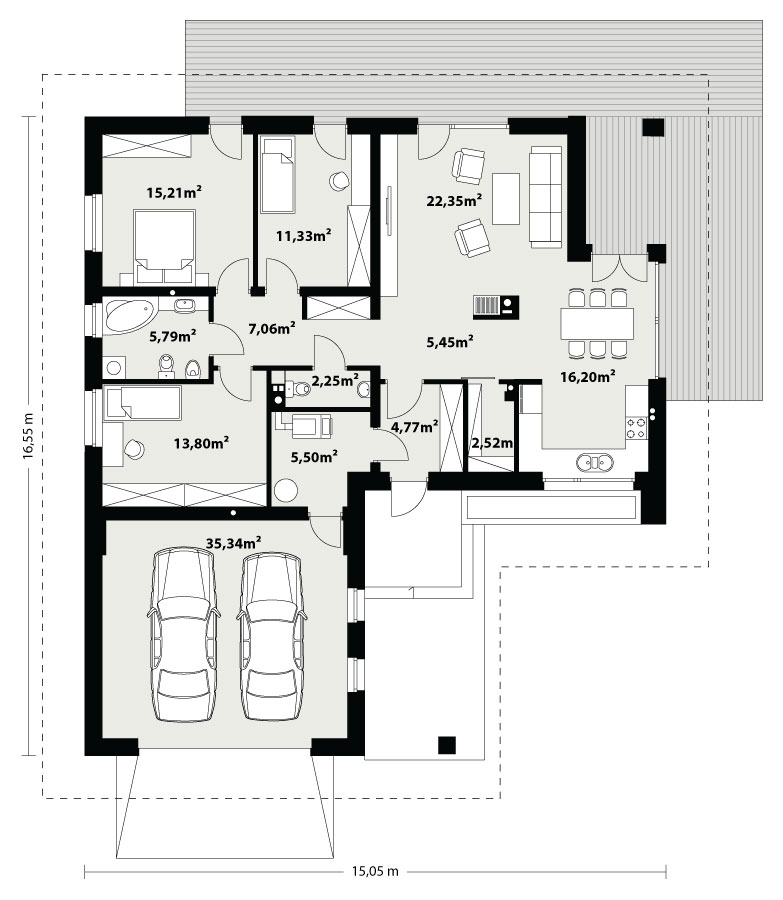 15,21m²
11,33m²
22,35m²
5,79m²
7,06m²
5,45m²
2,25m²
16,20m²
13,80m²
5,50m²
4,77m²
2,52m
35,34m²
16,55 m
15,05 m